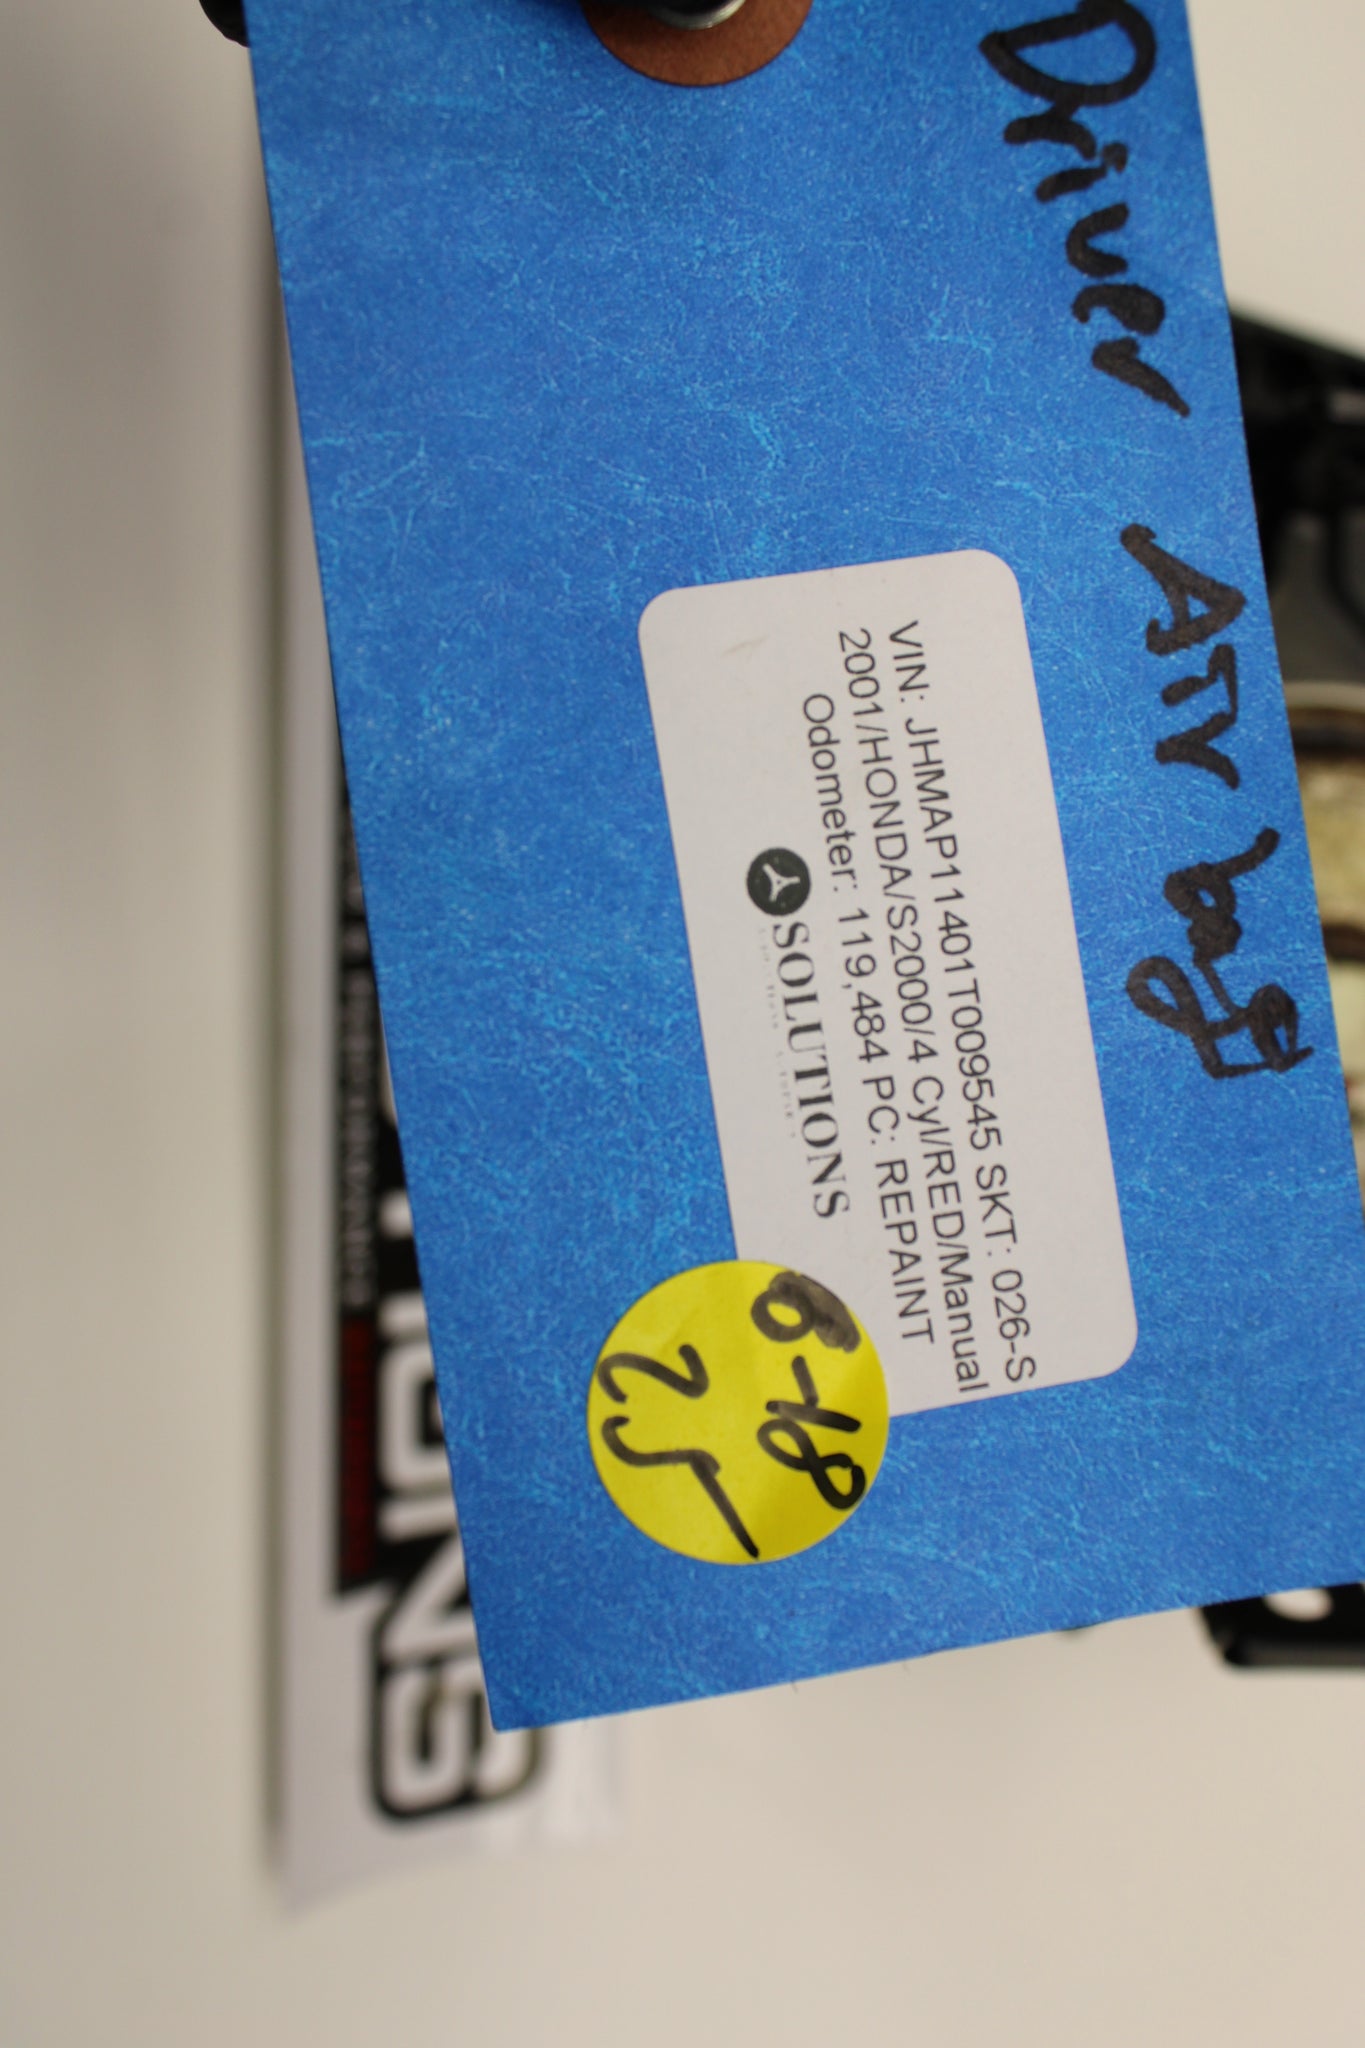 Driver Air bag
VIN: JHMAP11401T009545 SKT: 026-S
2001/HONDA/S2000/4 Cyl/RED/Manual
Odometer: 119,484 PC: REPAINT
SOLUTIONS
8-18
25